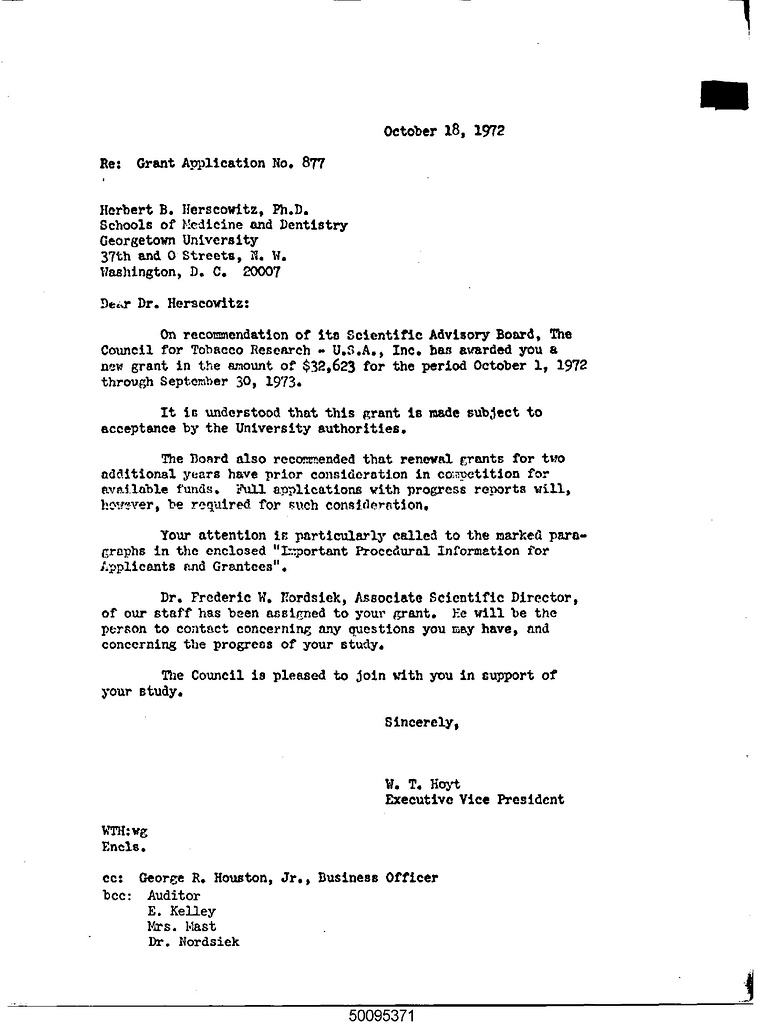 October 18, 1972
Re: Grant Application No. 877
Herbert B. Herscowitz, Ph.D.
Schools of Medicine and Dentistry
Georgetown University
37th and O Streets, N. W.
Washington, D. C. 20007
Dear Dr. Herscowitz:
On recommendation of its Scientific Advisory Board, The
Council for Tobacco Research - U.S.A., Inc. has awarded you a
new grant in the amount of $32,623 for the period October 1, 1972
through September 30, 1973.
It is understood that this grant is made subject to
acceptance by the University authorities.
The Board also recommended that renewal grants for two
additional years have prior consideration in competition for
available funds. Full applications with progress reports will,
however, be required for such consideration.
Your attention is particularly called to the marked para-
graphs in the enclosed "Important Procedural Information for
Applicants and Grantees".
Dr. Frederic W. Nordsiek, Associate Scientific Director,
of our staff has been assigned to your grant. He will be the
person to contact concerning any questions you may have, and
concerning the progress of your study.
The Council is pleased to join with you in support of
your study.
Sincerely,
W. T. Hoyt
Executive Vice President
WTH:wg
Encls.
cc: George R. Houston, Jr., Business Officer
bcc: Auditor
E. Kelley
Mrs. Mast
Dr. Nordsiek
50095371